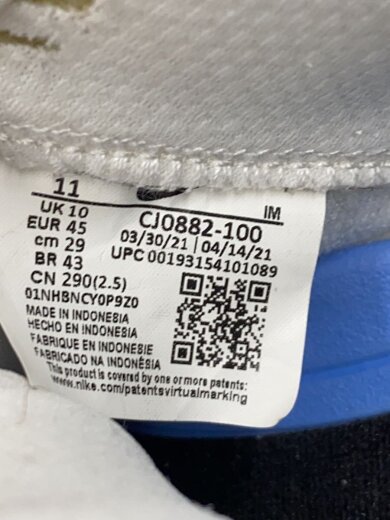 11
UK 10
EUR 45
cm 29
BR 43
CN 290(2.5)
IM
CJ0882-100
03/30/21 | 04/14/21
UPC 00193154101089
01NHBNCY0P9Z0
MADE IN INDONESIA
HECHO EN INDONESIA
FABRIQUE EN INDONESIE
FABRICADO NA INDONÉSIA
This product is covered by one or more patents:
www.nike.com/patentsvirtualmarking